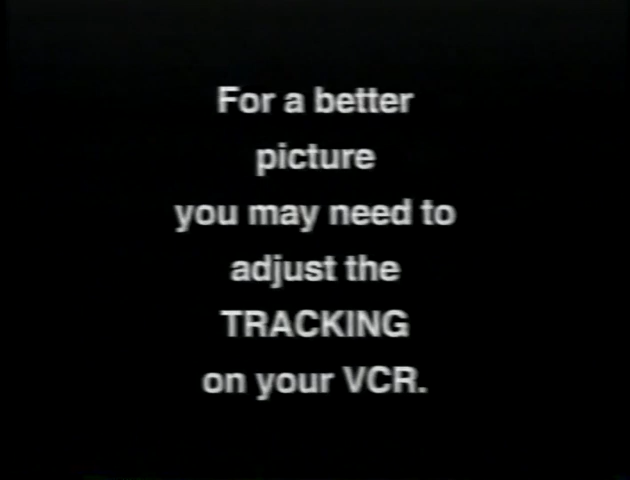 For a better
picture
you may need to
adjust the
TRACKING
on your VCR.